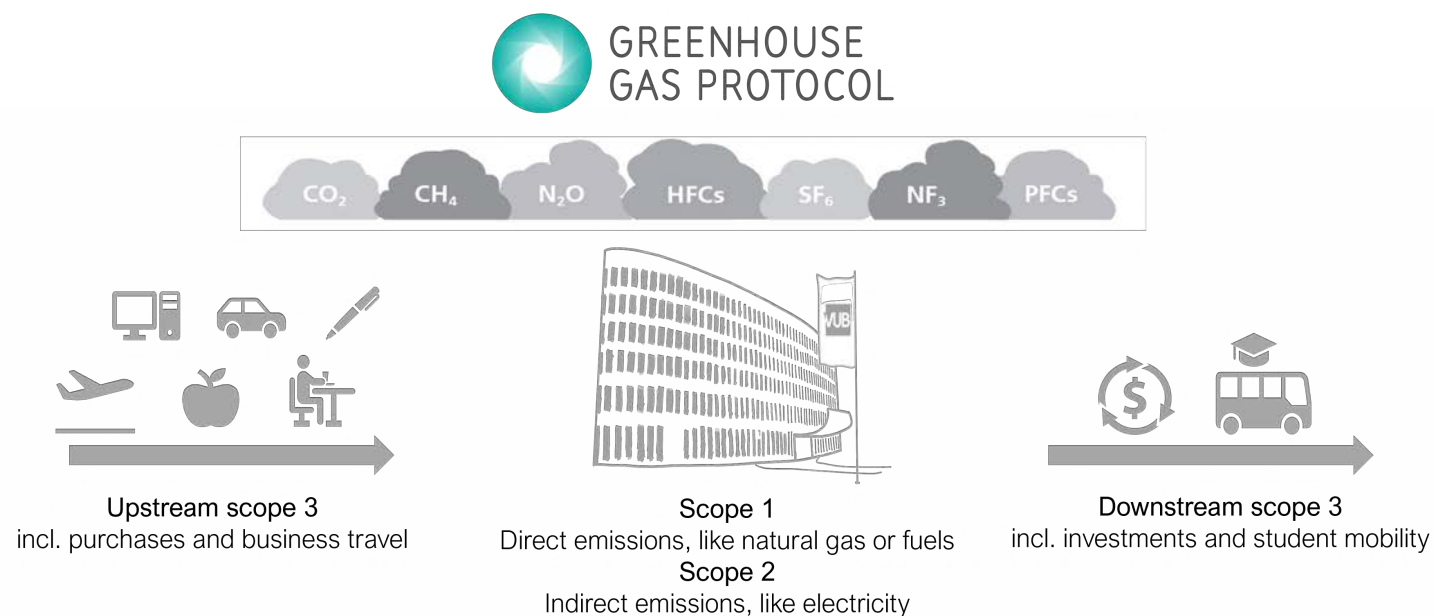 GREENHOUSE
GAS PROTOCOL
CO₂ CH₄ N₂O HFCs SF₆ NF₃ PFCs
VUB
$
Upstream scope 3
incl. purchases and business travel
Scope 1
Direct emissions, like natural gas or fuels
Scope 2
Indirect emissions, like electricity
Downstream scope 3
incl. investments and student mobility